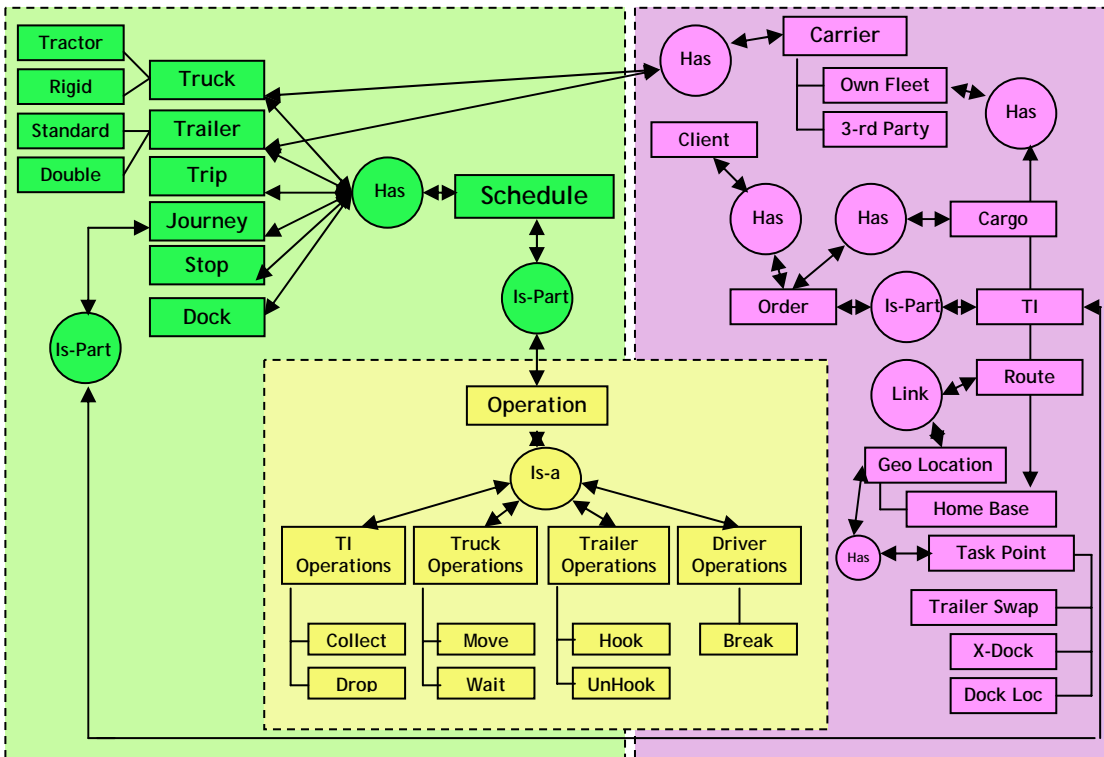 Tractor
Rigid
Standard
Double
Truck
Trailer
Trip
Journey
Stop
Dock
Is-Part
Has
Schedule
Is-Part
Has
Carrier
Own Fleet
3-rd Party
Has
Client
Has
Has
Cargo
Order
Is-Part
TI
Link
Route
Geo Location
Home Base
Has
Task Point
Trailer Swap
X-Dock
Dock Loc
Operation
Is-a
TI
Operations
Truck
Operations
Trailer
Operations
Driver
Operations
Collect
Drop
Move
Wait
Hook
UnHook
Break